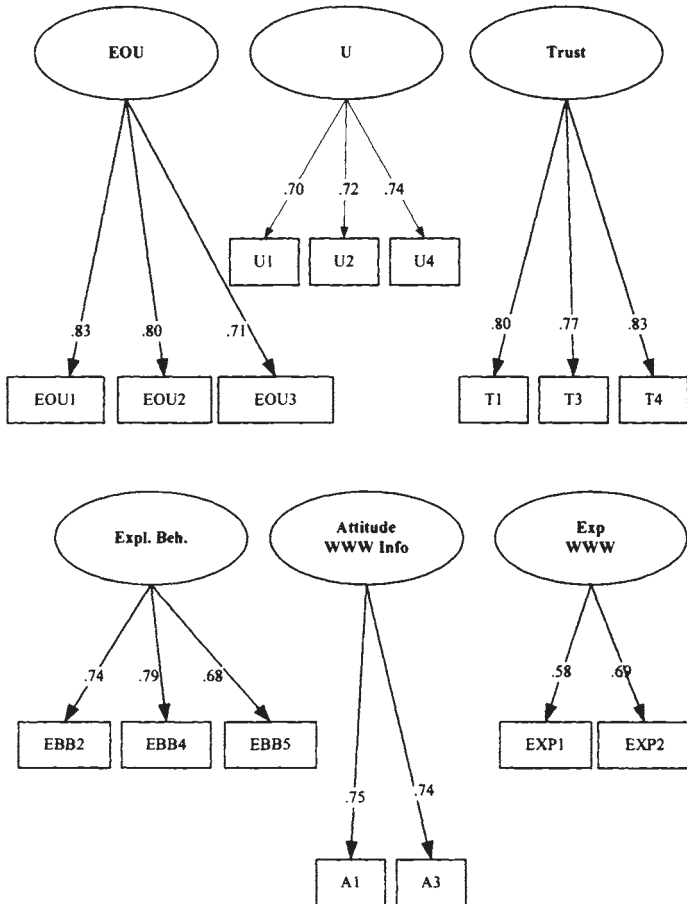 EOU
U
Trust
.70 .72 .74
U1 U2 U4
.83 .80 .71 .80 .77 .83
EOU1 EOU2 EOU3 T1 T3 T4
Expl. Beh.
Attitude
WWW Info
Exp
WWW
.74 .79 .68 .58 .69
EBB2 EBB4 EBB5 EXP1 EXP2
.75 .74
A1 A3